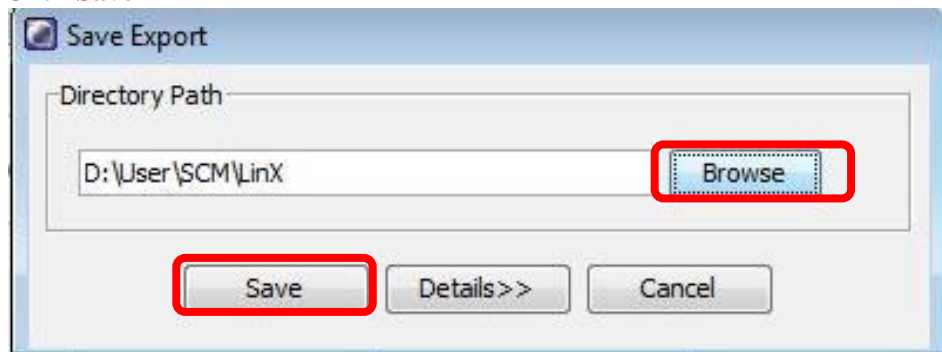 Save Export
Directory Path
D:\User\SCM\LinX
Browse
Save
Details>>
Cancel